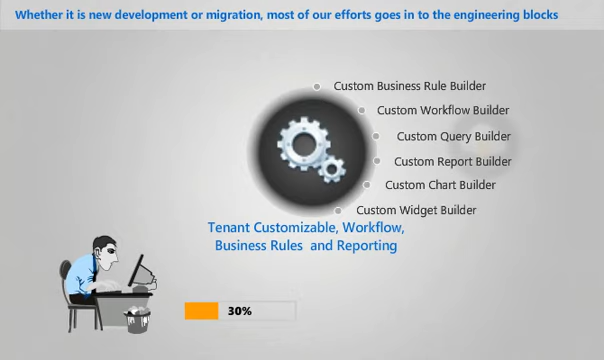 Whether it is new development or migration, most of our efforts goes in to the engineering blocks
Custom Business Rule Builder
Custom Workflow Builder
Custom Query Builder
Custom Report Builder
Custom Chart Builder
Custom Widget Builder
Tenant Customizable, Workflow,
Business Rules and Reporting
30%